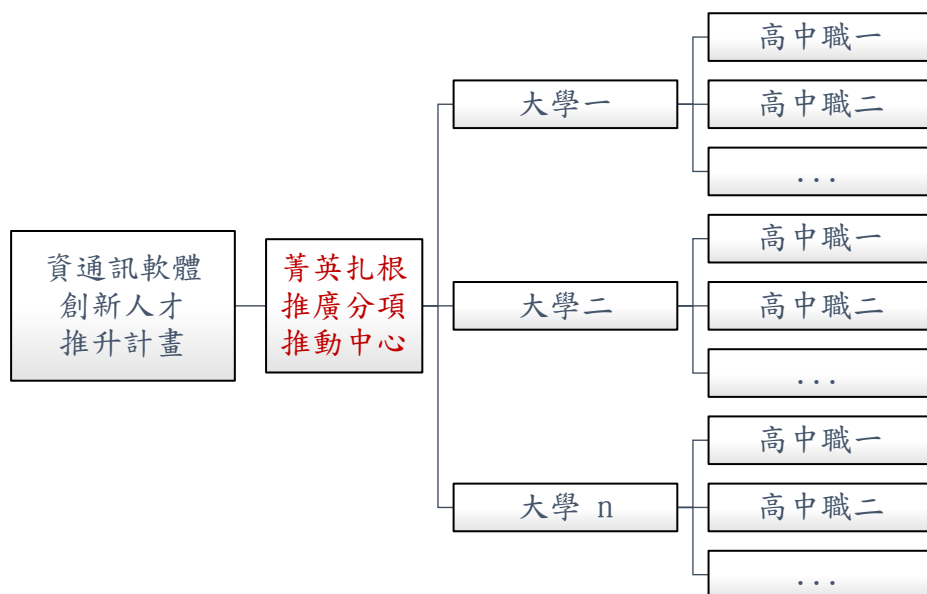 資通訊軟體
創新人才
推升計畫
菁英扎根
推廣分項
推動中心
大學一
高中職一
高中職二
...
大學二
高中職一
高中職二
...
大學 n
高中職一
高中職二
...